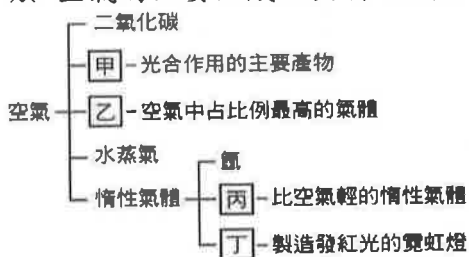 二氧化碳
甲-光合作用的主要產物
空氣
乙-空氣中占比例最高的氣體
水蒸氣
氬
惰性氣體
丙-比空氣輕的惰性氣體
丁-製造發紅光的霓虹燈